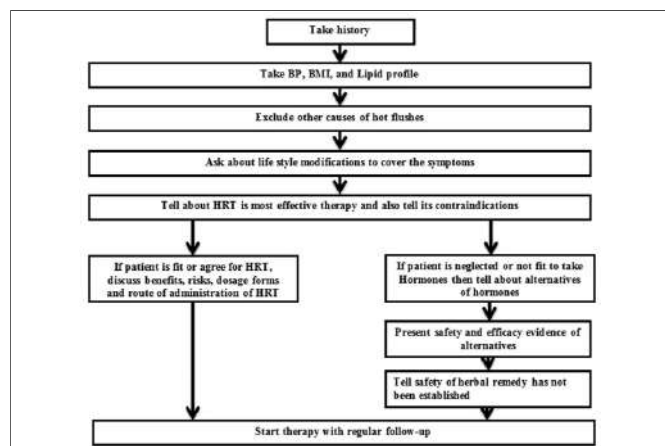 Take history
Take BP, BMI, and Lipid profile
Exclude other causes of hot flushes
Ask about life style modifications to cover the symptoms
Tell about HRT is most effective therapy and also tell its contraindications
If patient is fit or agree for HRT,
discuss benefits, risks, dosage forms
and route of administration of HRT
If patient is neglected or not fit to take
Hormones then tell about alternatives
of hormones
Present safety and efficacy evidence of
alternatives
Tell safety of herbal remedy has not
been established
Start therapy with regular follow-up